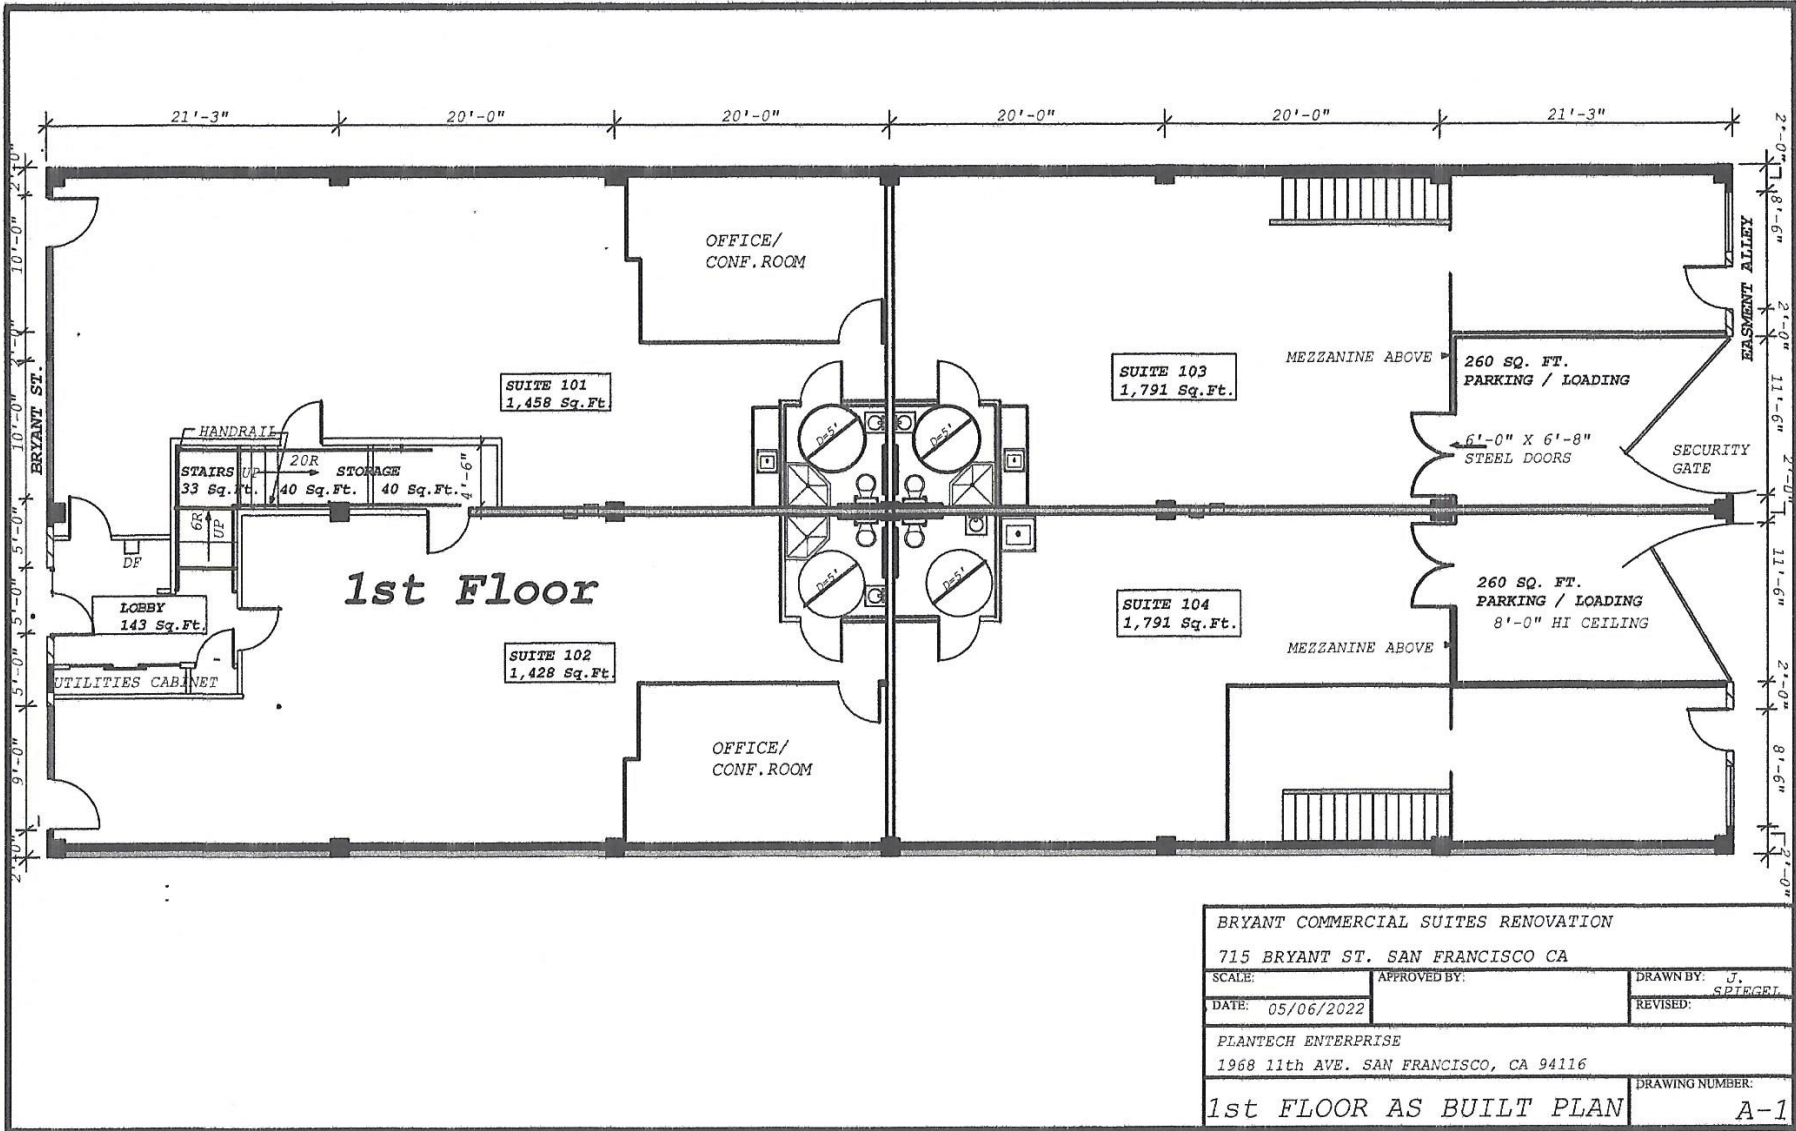 21'-3"
20'-0"
20'-0"
20'-0"
20'-0"
21'-3"
2'-0"
10'-0"
2'-0"
10'-0"
BRYANT ST.
5'-0"
5'-0"
5'-0"
9'-0"
2'-0"
OFFICE/
CONF.ROOM
SUITE 101
1,458 Sq.Ft.
HANDRAIL
STAIRS
33 Sq.Ft.
UP
20R
STORAGE
40 Sq.Ft.
40 Sq.Ft.
4'-6"
6R
UP
DF
LOBBY
143 Sq.Ft.
UTILITIES CABINET
1st Floor
SUITE 102
1,428 Sq.Ft.
OFFICE/
CONF.ROOM
D=5'
D=5'
D=5'
D=5'
SUITE 103
1,791 Sq.Ft.
MEZZANINE ABOVE
260 SQ. FT.
PARKING / LOADING
6'-0" X 6'-8"
STEEL DOORS
SECURITY
GATE
SUITE 104
1,791 Sq.Ft.
260 SQ. FT.
PARKING / LOADING
8'-0" HI CEILING
MEZZANINE ABOVE
2'-0"
8'-6"
EASMENT ALLEY
2'-0"
11'-6"
2'-0"
11'-6"
2'-0"
8'-6"
2'-0"
BRYANT COMMERCIAL SUITES RENOVATION
715 BRYANT ST. SAN FRANCISCO CA
SCALE:
APPROVED BY:
DRAWN BY: J.
SPIEGEL
DATE: 05/06/2022
REVISED:
PLANTECH ENTERPRISE
1968 11th AVE. SAN FRANCISCO, CA 94116
1st FLOOR AS BUILT PLAN
DRAWING NUMBER:
A-1